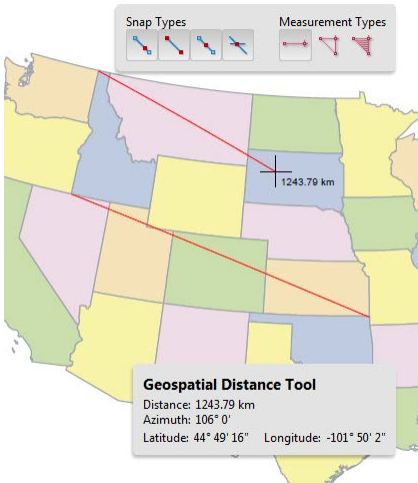 Snap Types Measurement Types
1243.79 km
Geospatial Distance Tool
Distance: 1243.79 km
Azimuth: 106° 0'
Latitude: 44° 49' 16" Longitude: -101° 50' 2"